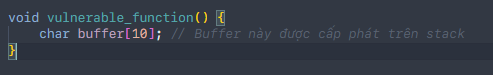 void vulnerable_function() {
    char buffer[10]; // Buffer này được cấp phát trên stack
}